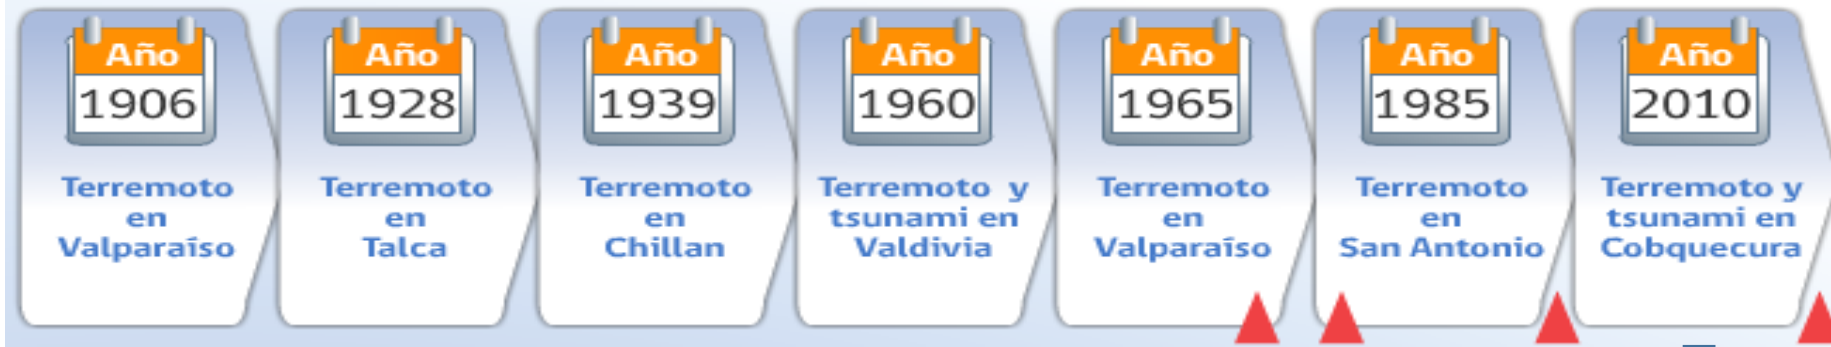 Año
1906
Terremoto
en
Valparaíso
Año
1928
Terremoto
en
Talca
Año
1939
Terremoto
en
Chillan
Año
1960
Terremoto y
tsunami en
Valdivia
Año
1965
Terremoto
en
Valparaíso
Año
1985
Terremoto
en
San Antonio
Año
2010
Terremoto y
tsunami en
Cobquecura